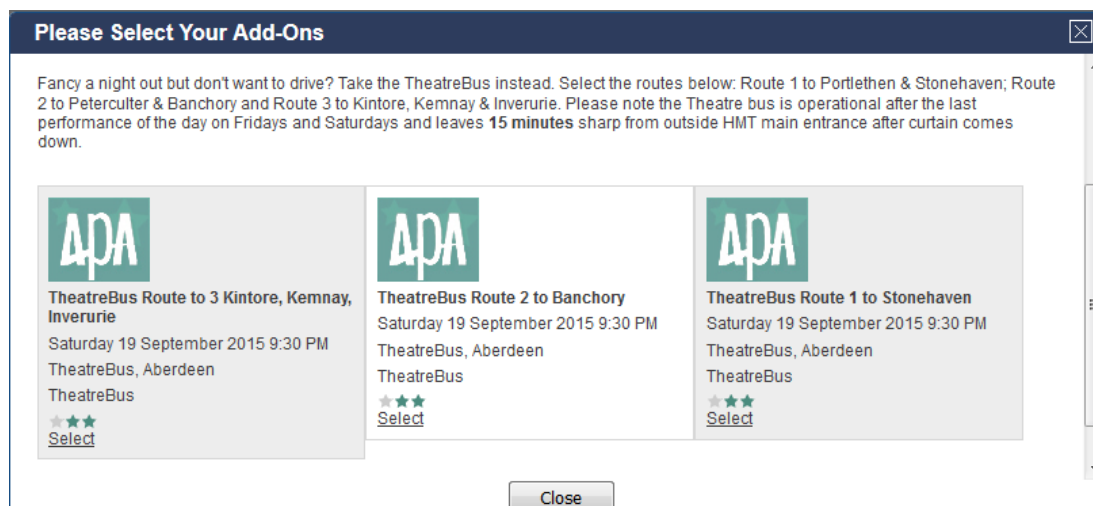 Please Select Your Add-Ons
Fancy a night out but don't want to drive? Take the TheatreBus instead. Select the routes below: Route 1 to Portlethen & Stonehaven; Route
2 to Peterculter & Banchory and Route 3 to Kintore, Kemnay & Inverurie. Please note the Theatre bus is operational after the last
performance of the day on Fridays and Saturdays and leaves 15 minutes sharp from outside HMT main entrance after curtain comes
down.
APA
TheatreBus Route to 3 Kintore, Kemnay,
Inverurie
Saturday 19 September 2015 9:30 PM
TheatreBus, Aberdeen
TheatreBus
Select
APA
TheatreBus Route 2 to Banchory
Saturday 19 September 2015 9:30 PM
TheatreBus, Aberdeen
TheatreBus
Select
APA
TheatreBus Route 1 to Stonehaven
Saturday 19 September 2015 9:30 PM
TheatreBus, Aberdeen
TheatreBus
Select
Close